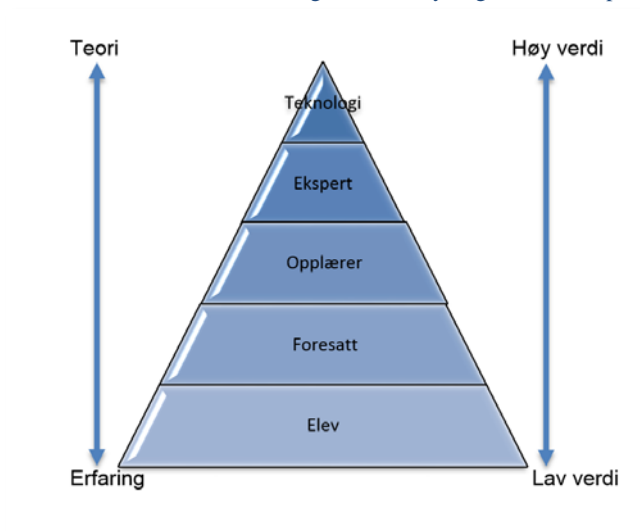 Teori
Høy verdi
Teknologi
Ekspert
Opplærer
Foresatt
Elev
Erfaring
Lav verdi